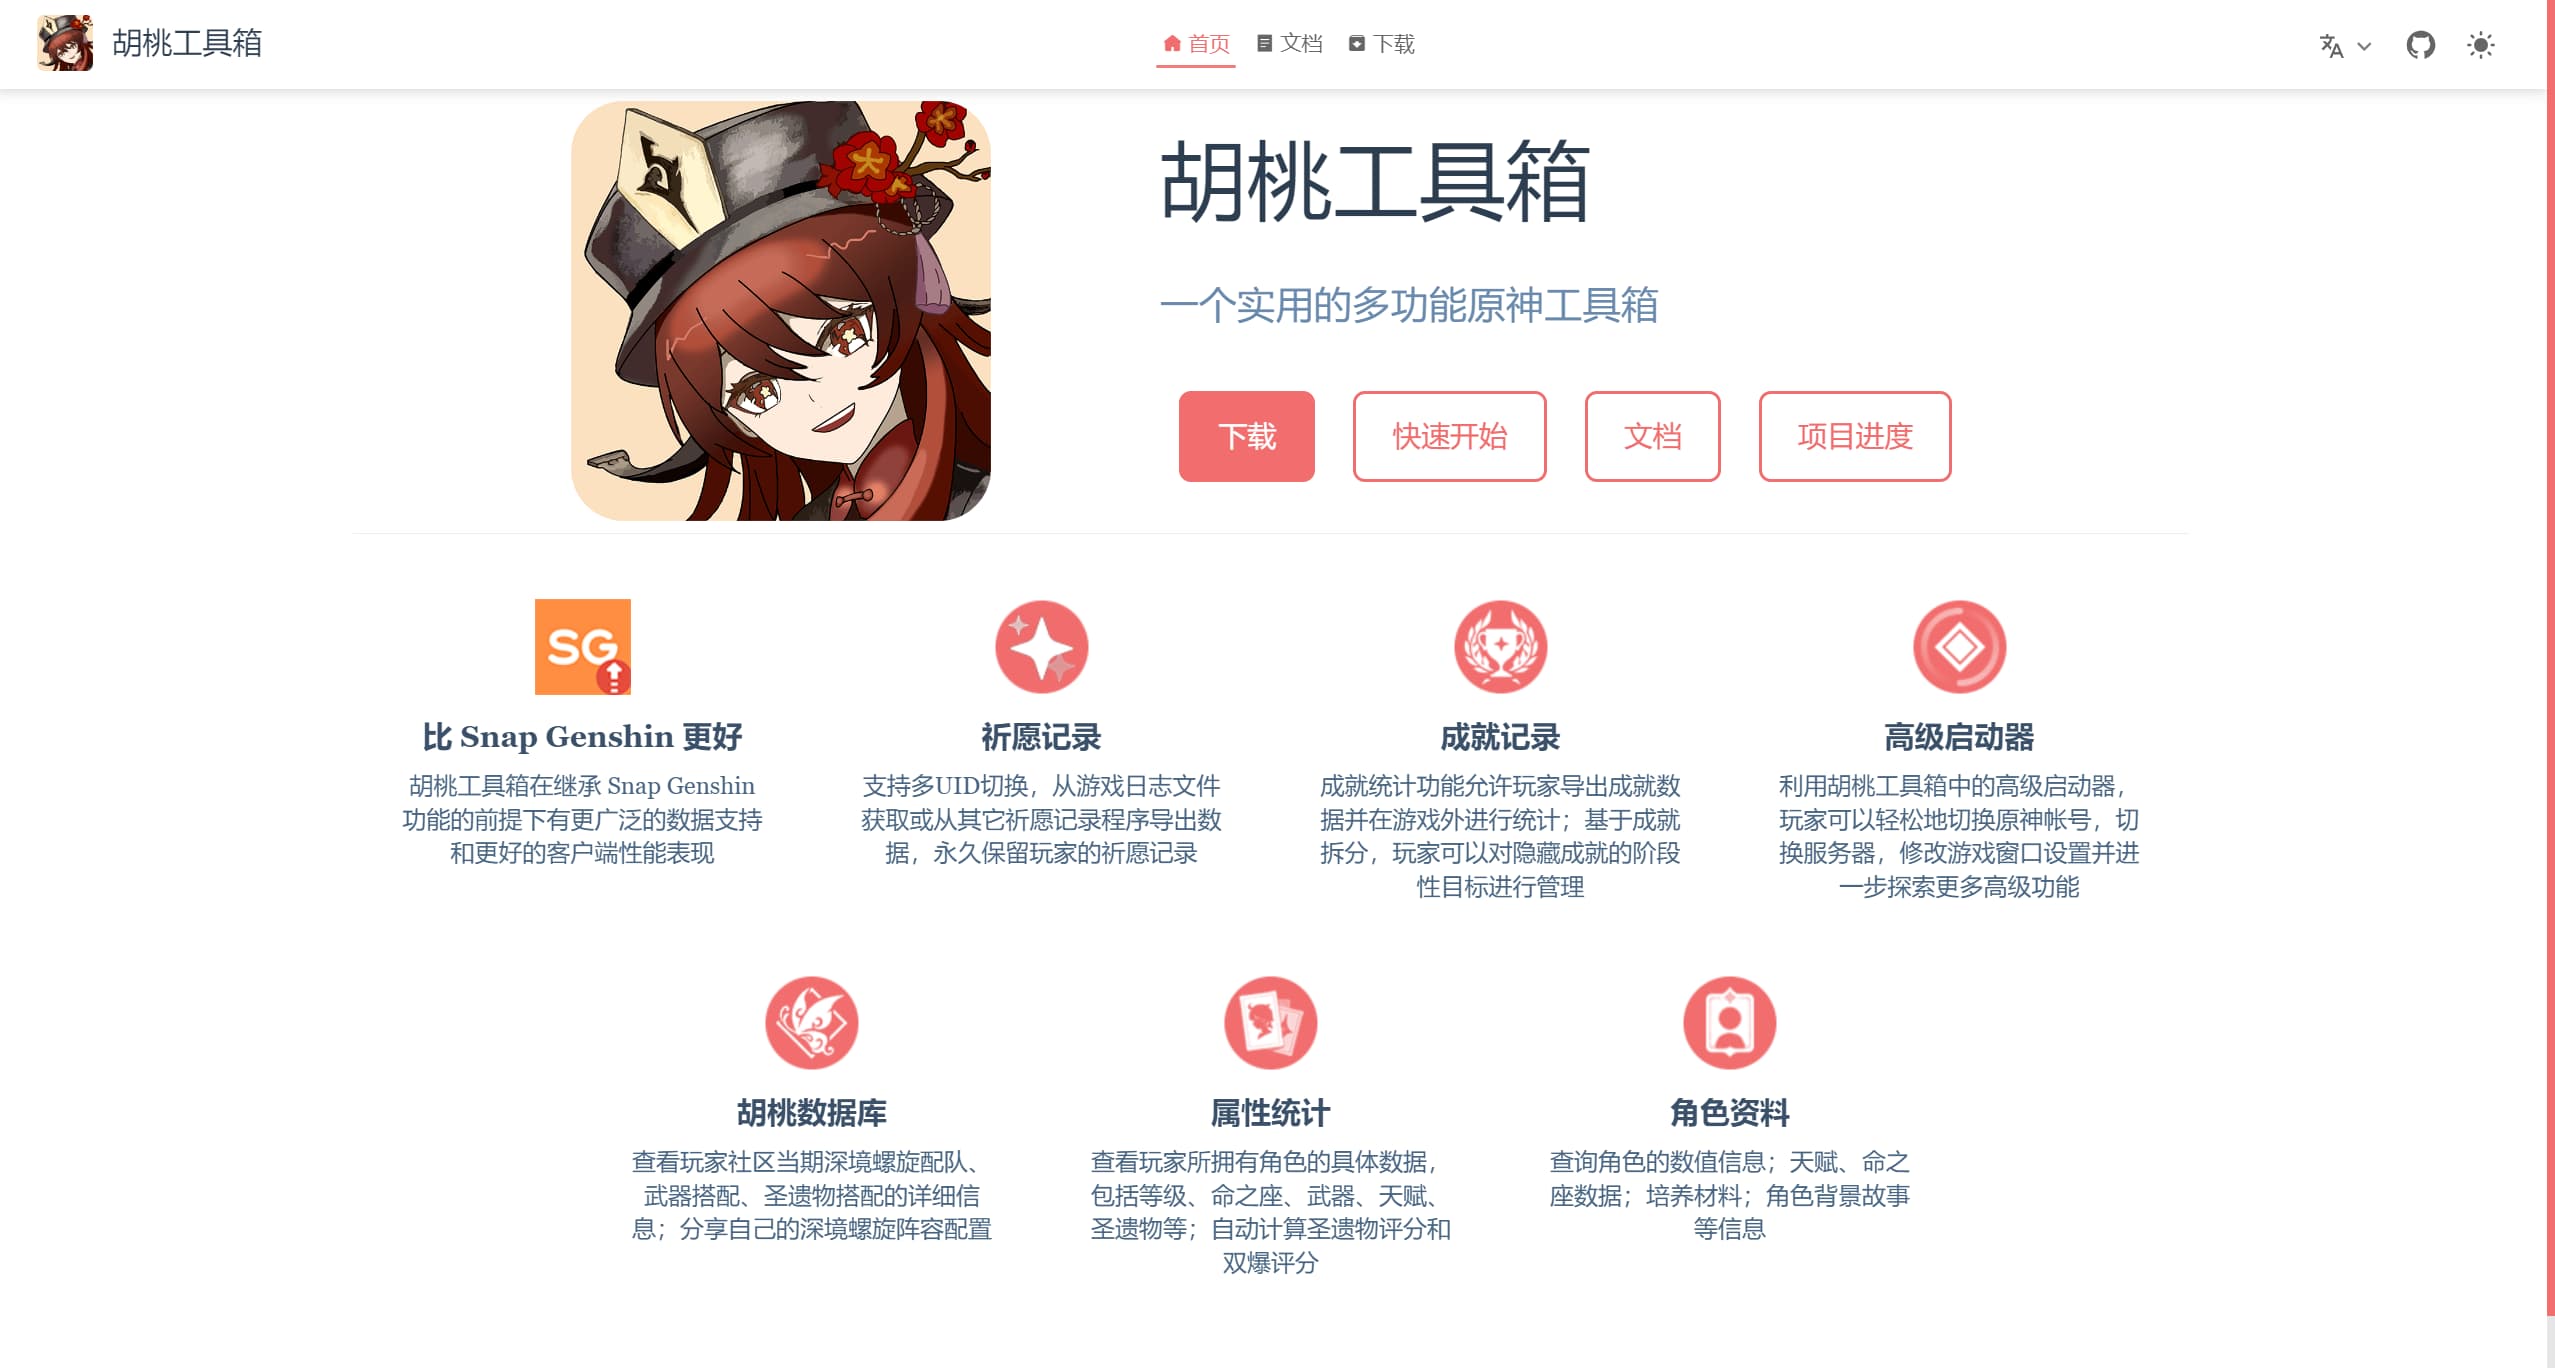 胡桃工具箱
首页
文档
下载
胡桃工具箱
一个实用的多功能原神工具箱
下载
快速开始
文档
项目进度
SG
比 Snap Genshin 更好
胡桃工具箱在继承 Snap Genshin
功能的前提下有更广泛的数据支持
和更好的客户端性能表现
祈愿记录
支持多UID切换，从游戏日志文件
获取或从其它祈愿记录程序导出数
据，永久保留玩家的祈愿记录
成就记录
成就统计功能允许玩家导出成就数
据并在游戏外进行统计；基于成就
拆分，玩家可以对隐藏成就的阶段
性目标进行管理
高级启动器
利用胡桃工具箱中的高级启动器，
玩家可以轻松地切换原神帐号，切
换服务器，修改游戏窗口设置并进
一步探索更多高级功能
胡桃数据库
查看玩家社区当期深境螺旋配队、
武器搭配、圣遗物搭配的详细信
息；分享自己的深境螺旋阵容配置
属性统计
查看玩家所拥有角色的具体数据，
包括等级、命之座、武器、天赋、
圣遗物等；自动计算圣遗物评分和
双爆评分
角色资料
查询角色的数值信息；天赋、命之
座数据；培养材料；角色背景故事
等信息